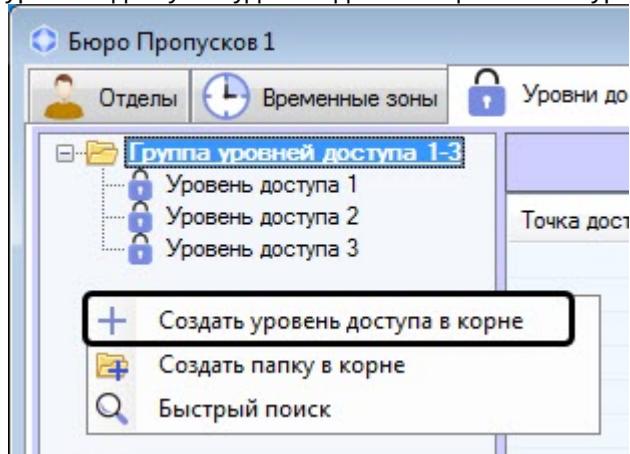 Бюро Пропусков 1
Отделы Временные зоны Уровни до
Группа уровней доступа 1-3
Уровень доступа 1
Уровень доступа 2 Точка дост
Уровень доступа 3
Создать уровень доступа в корне
Создать папку в корне
Быстрый поиск